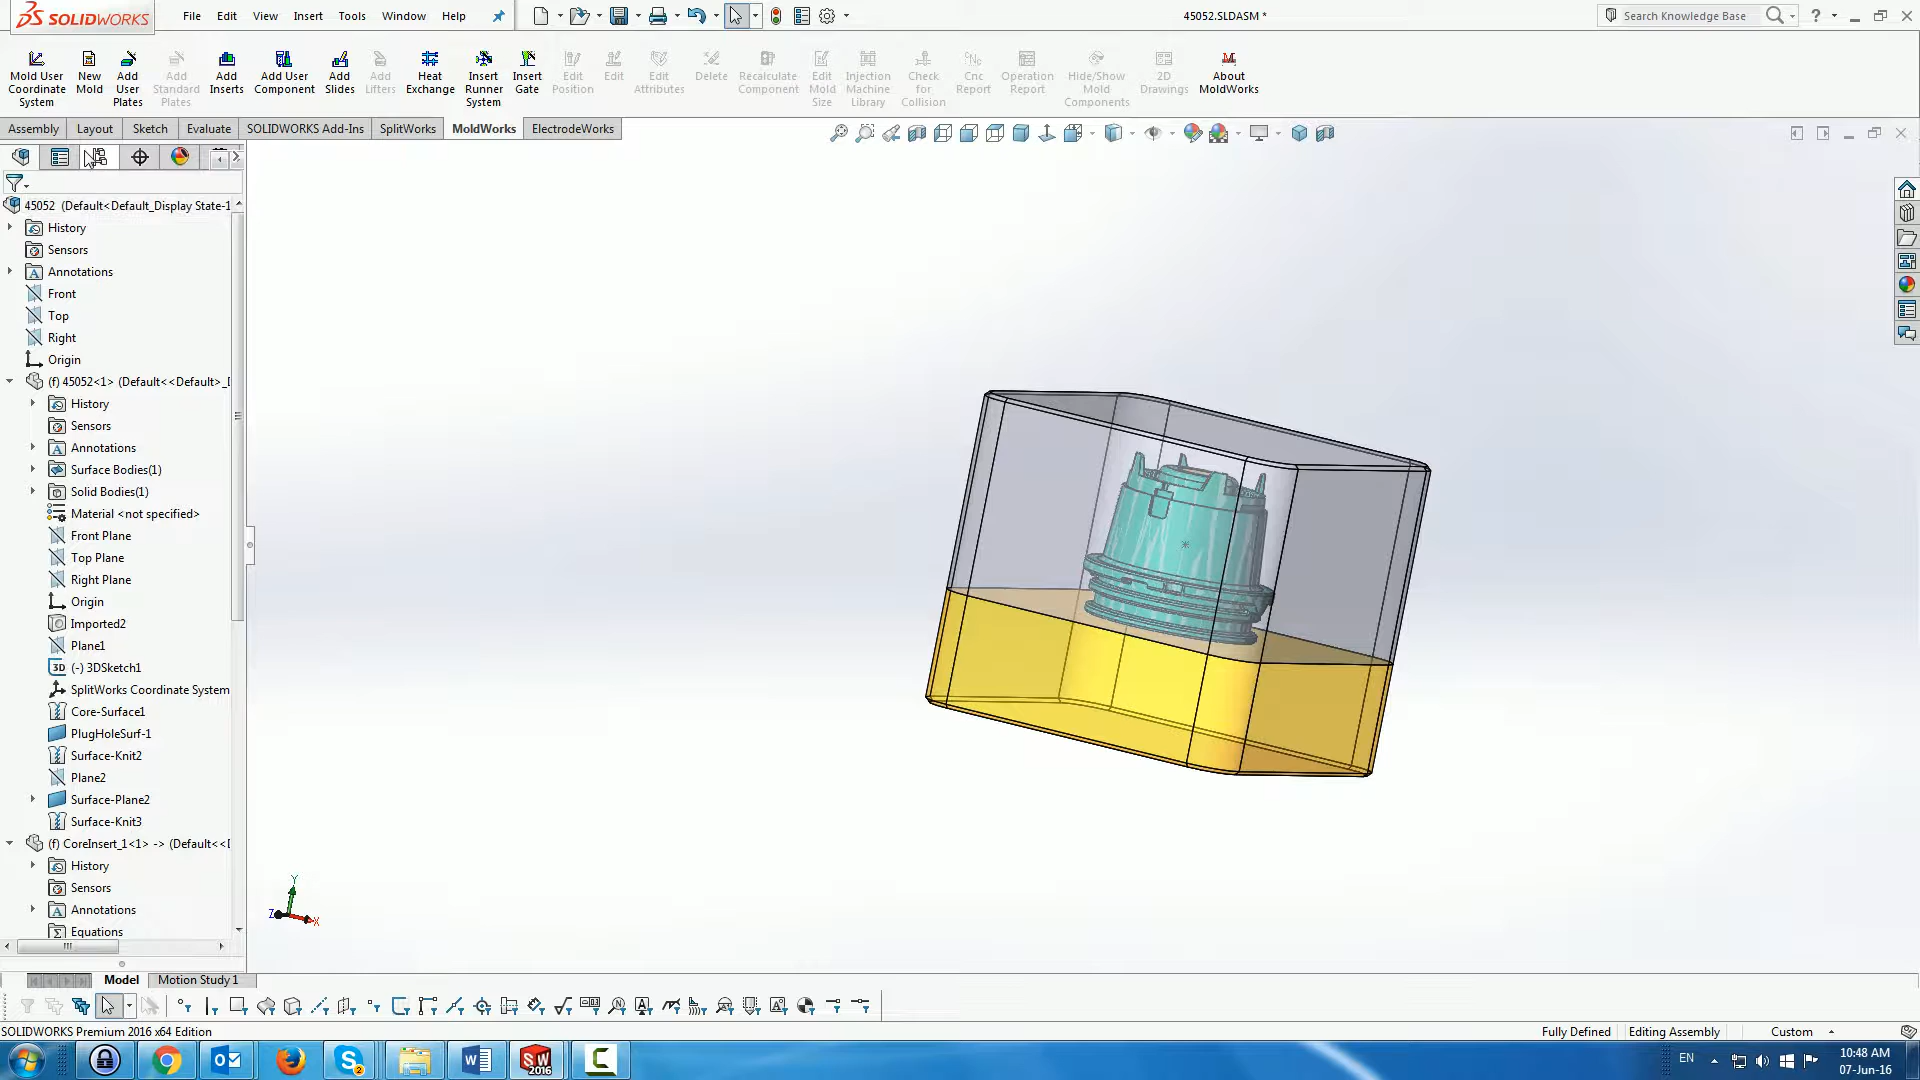 SOLIDWORKS
File Edit View Insert Tools Window Help
45052.SLDASM *
Search Knowledge Base
Mold User Coordinate System
New Mold
Add User Plates
Add Standard Plates
Add Inserts
Add User Component
Add Slides
Add Lifters
Heat Exchange
Insert Runner System
Insert Gate
Edit Position
Edit
Edit Attributes
Delete
Recalculate Component
Edit Mold Size
Injection Machine Library
Check for Collision
Cnc Report
Operation Report
Hide/Show Mold Components
2D Drawings
About MoldWorks
Assembly Layout Sketch Evaluate SOLIDWORKS Add-Ins SplitWorks MoldWorks ElectrodeWorks
45052 (Default<Default_Display State-1
History
Sensors
Annotations
Front
Top
Right
Origin
(f) 45052<1> (Default<<Default>_D
History
Sensors
Annotations
Surface Bodies(1)
Solid Bodies(1)
Material <not specified>
Front Plane
Top Plane
Right Plane
Origin
Imported2
Plane1
3D (-) 3DSketch1
SplitWorks Coordinate System
Core-Surface1
PlugHoleSurf-1
Surface-Knit2
Plane2
Surface-Plane2
Surface-Knit3
(f) CoreInsert_1<1> -> (Default<<D
History
Sensors
Annotations
Equations
Y
Z
X
Model Motion Study 1
SOLIDWORKS Premium 2016 x64 Edition
Fully Defined Editing Assembly Custom
EN
10:48 AM
07-Jun-16